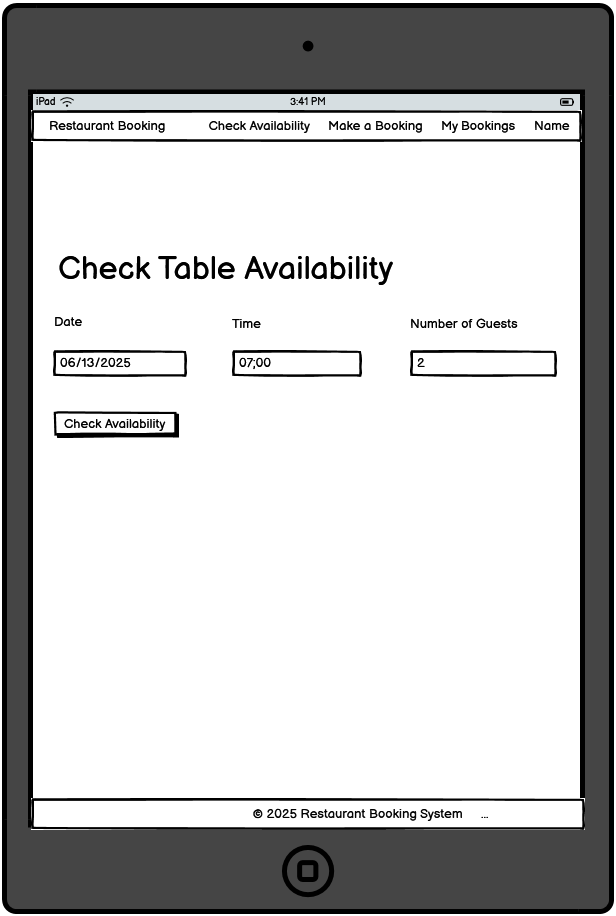 iPad 3:41 PM
Restaurant Booking Check Availability Make a Booking My Bookings Name
Check Table Availability
Date Time Number of Guests
06/13/2025 07;00 2
Check Availability
© 2025 Restaurant Booking System ...